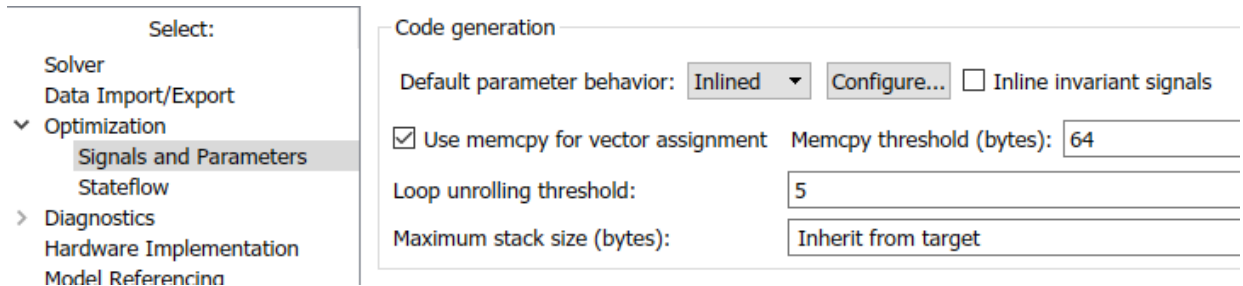 Select:
Solver
Data Import/Export
Optimization
Signals and Parameters
Stateflow
Diagnostics
Hardware Implementation
Model Referencing
Code generation
Default parameter behavior: Inlined Configure... Inline invariant signals
Use memcpy for vector assignment Memcpy threshold (bytes): 64
Loop unrolling threshold: 5
Maximum stack size (bytes): Inherit from target